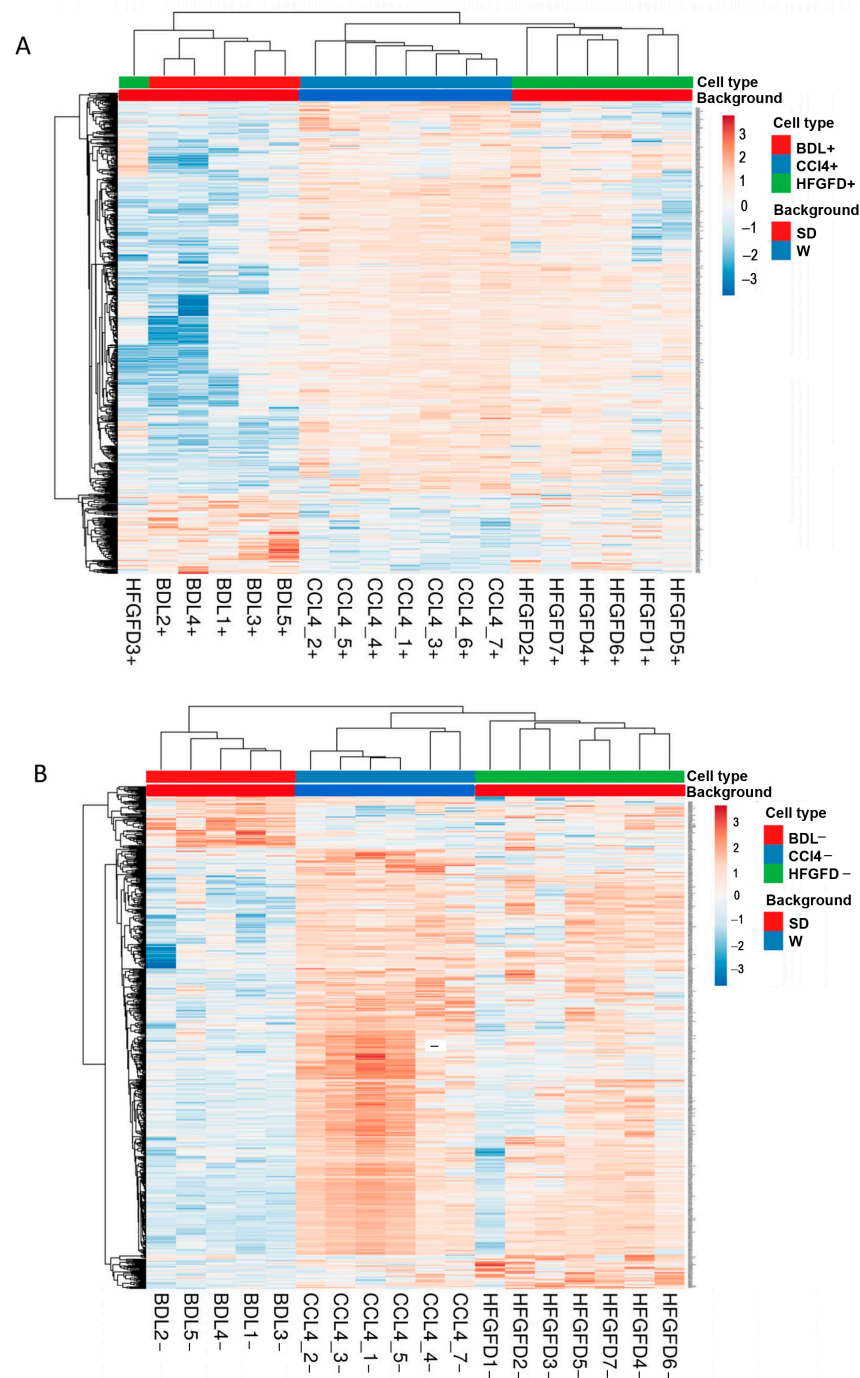 A
Cell type
Background
3
2
1
0
−1
−2
−3
Cell type
BDL+
CCl4+
HFGFD+
Background
SD
W
HFGFD3+
BDL2+
BDL4+
BDL1+
BDL3+
BDL5+
CCL4_2+
CCL4_5+
CCL4_4+
CCL4_1+
CCL4_3+
CCL4_6+
CCL4_7+
HFGFD2+
HFGFD7+
HFGFD4+
HFGFD6+
HFGFD1+
HFGFD5+
B
Cell type
Background
3
2
1
0
−1
−2
−3
Cell type
BDL−
CCl4−
HFGFD−
Background
SD
W
−
BDL2−
BDL5−
BDL4−
BDL1−
BDL3−
CCL4_2−
CCL4_3−
CCL4_1−
CCL4_5−
CCL4_4−
CCL4_7−
HFGFD1−
HFGFD2−
HFGFD3−
HFGFD5−
HFGFD7−
HFGFD4−
HFGFD6−